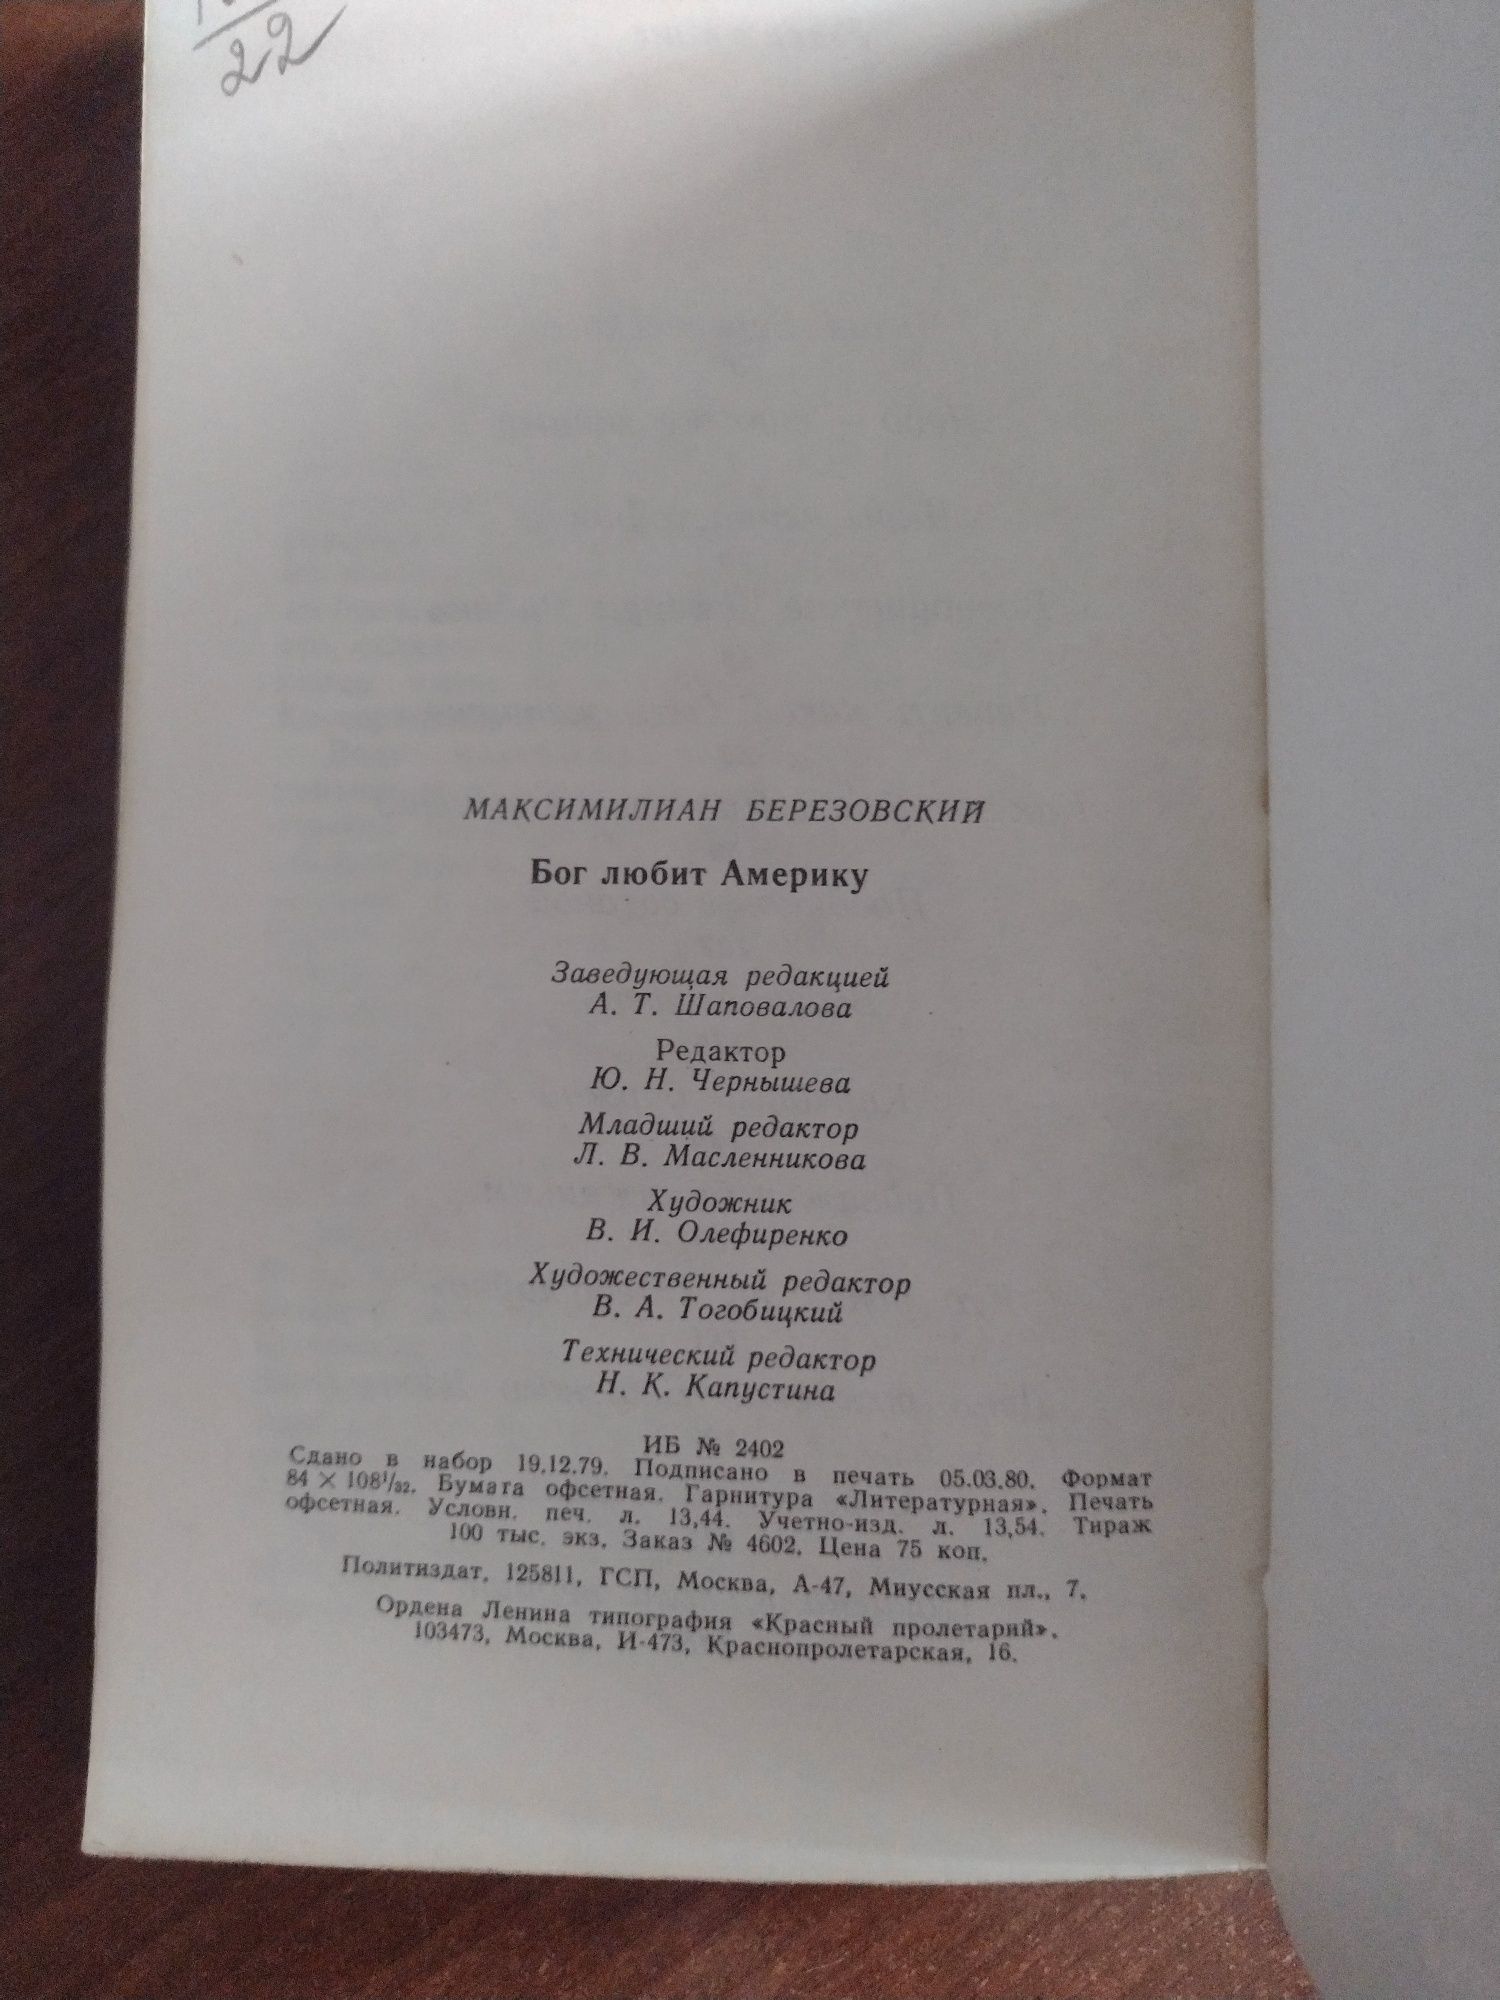 22
МАКСИМИЛИАН БЕРЕЗОВСКИЙ
Бог любит Америку
Заведующая редакцией
А. Т. Шаповалова
Редактор
Ю. Н. Чернышева
Младший редактор
Л. В. Масленникова
Художник
В. И. Олефиренко
Художественный редактор
В. А. Тогобицкий
Технический редактор
Н. К. Капустина
ИБ № 2402
Сдано в набор 19.12.79. Подписано в печать 05.03.80. Формат
84 × 108¹/₃₂. Бумага офсетная. Гарнитура «Литературная». Печать
офсетная. Условн. печ. л. 13,44. Учетно-изд. л. 13,54. Тираж
100 тыс. экз. Заказ № 4602. Цена 75 коп.
Политиздат. 125811, ГСП, Москва, А-47, Миусская пл., 7.
Ордена Ленина типография «Красный пролетарий».
103473, Москва, И-473, Краснопролетарская, 16.